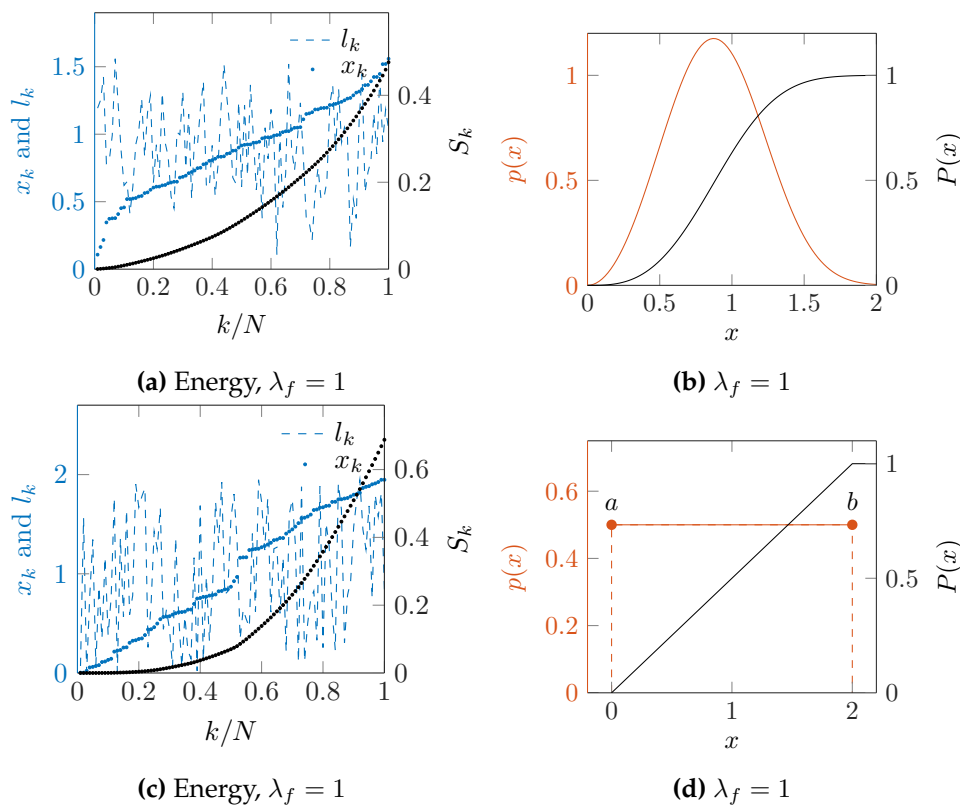 x_k and l_k
1.5
1
0.5
0
l_k
x_k
0.4
0.2
0
S_k
0 0.2 0.4 0.6 0.8 1
k/N
(a) Energy, λ_f = 1
p(x)
1
0.5
0
1
0.5
0
P(x)
0 0.5 1 1.5 2
x
(b) λ_f = 1
x_k and l_k
2
1
0
l_k
x_k
0.6
0.4
0.2
0
S_k
0 0.2 0.4 0.6 0.8 1
k/N
(c) Energy, λ_f = 1
p(x)
0.6
0.4
0.2
0
a b
1
0.5
0
P(x)
0 1 2
x
(d) λ_f = 1